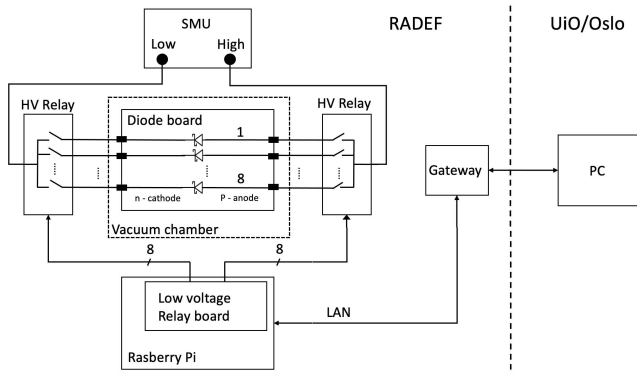 SMU
Low High
RADEF
UiO/Oslo
HV Relay
HV Relay
Diode board
1
8
n - cathode P - anode
Vacuum chamber
Gateway
PC
8 8
Low voltage
Relay board
LAN
Rasberry Pi